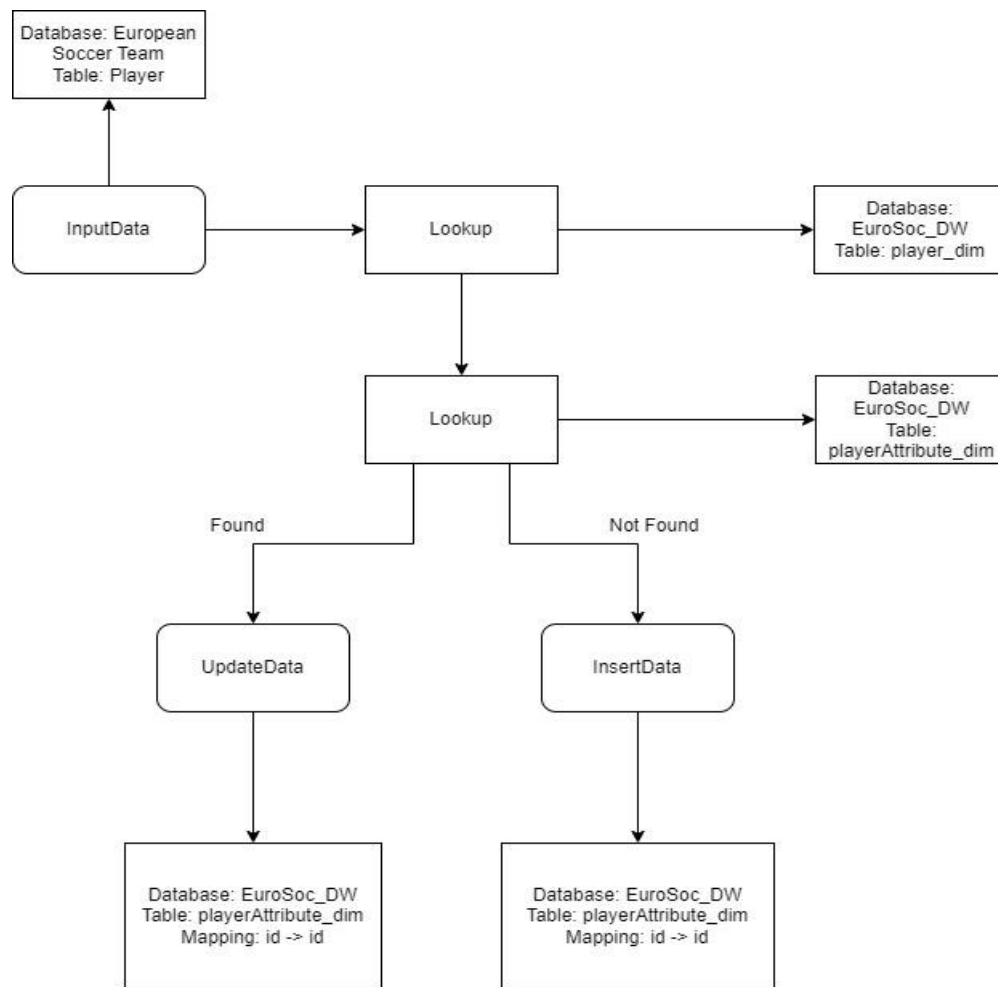 Database: European
Soccer Team
Table: Player
InputData
Lookup
Database:
EuroSoc_DW
Table: player_dim
Lookup
Database:
EuroSoc_DW
Table:
playerAttribute_dim
Found
Not Found
UpdateData
InsertData
Database: EuroSoc_DW
Table: playerAttribute_dim
Mapping: id -> id
Database: EuroSoc_DW
Table: playerAttribute_dim
Mapping: id -> id